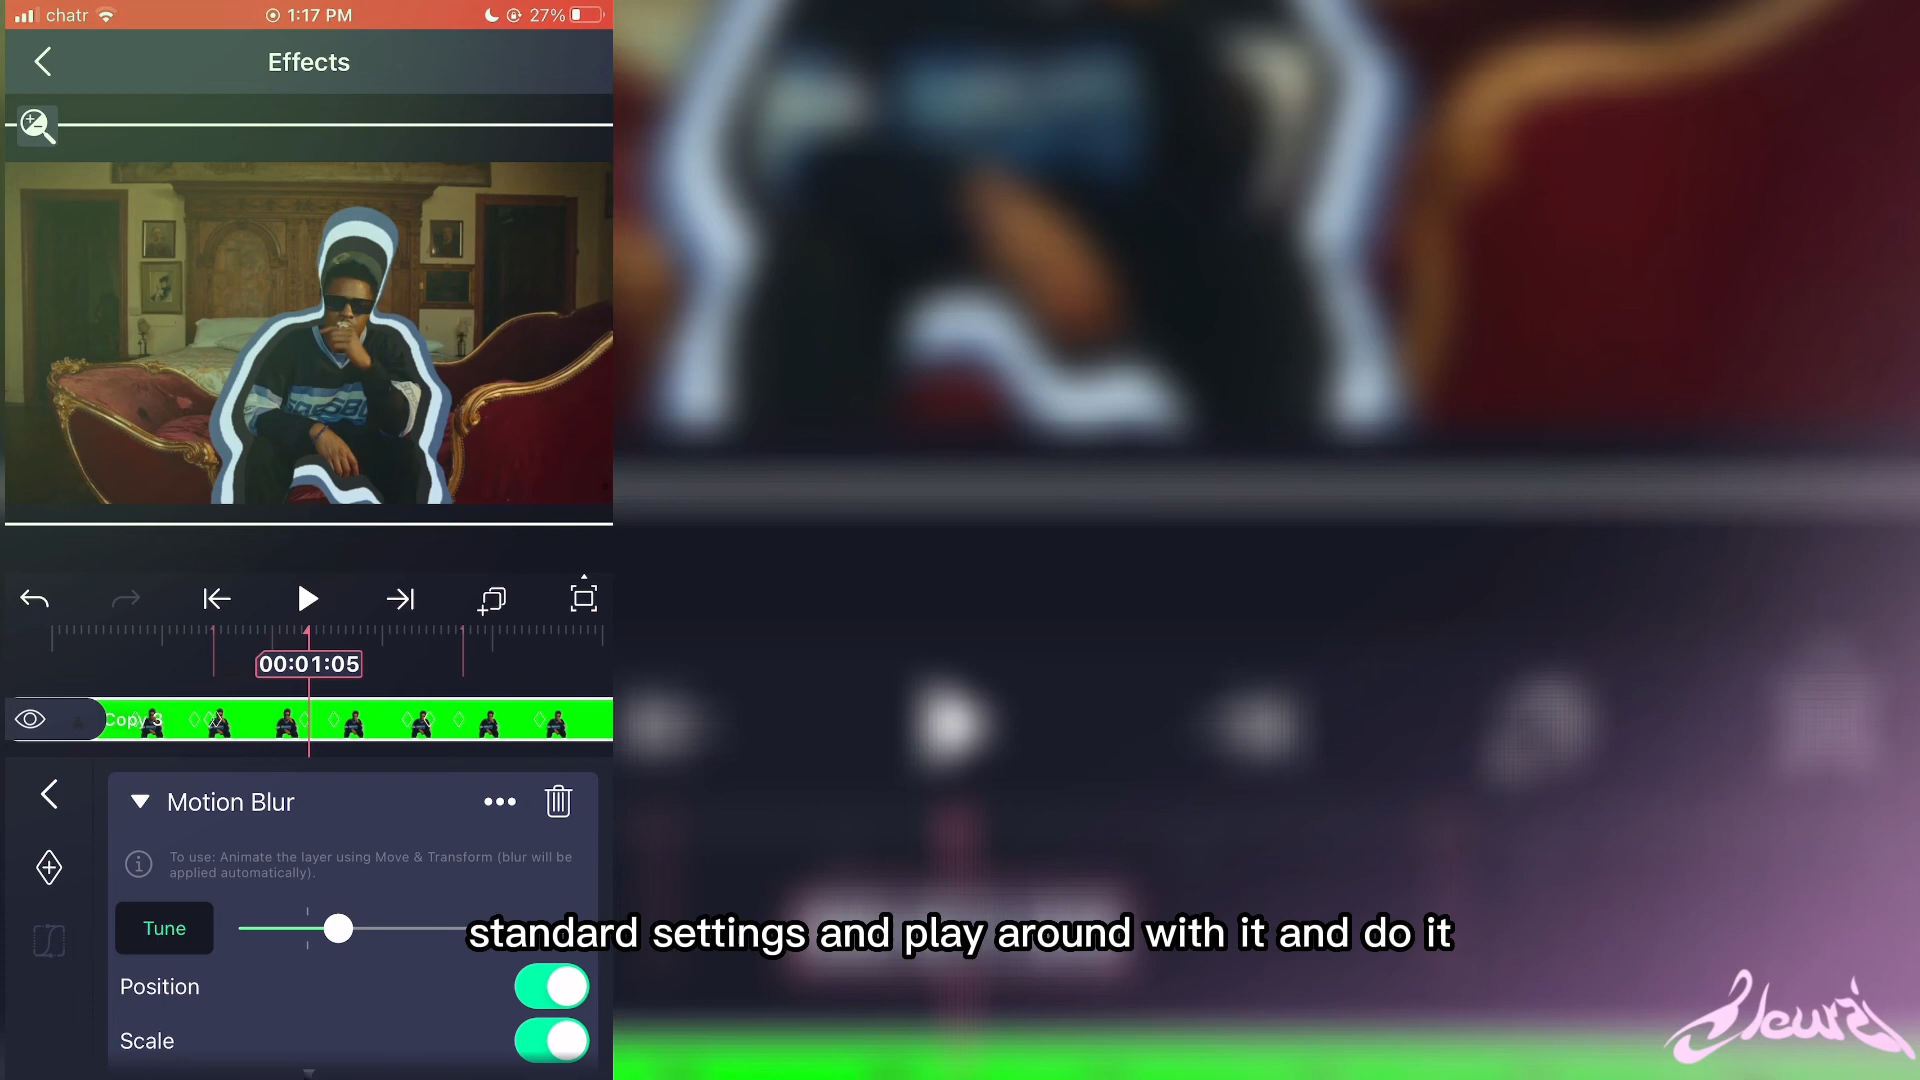 chatr
1:17 PM
27%
Effects
00:01:05
Copy 3
Motion Blur
To use: Animate the layer using Move & Transform (blur will be
applied automatically).
Tune
standard settings and play around with it and do it
Position
Scale